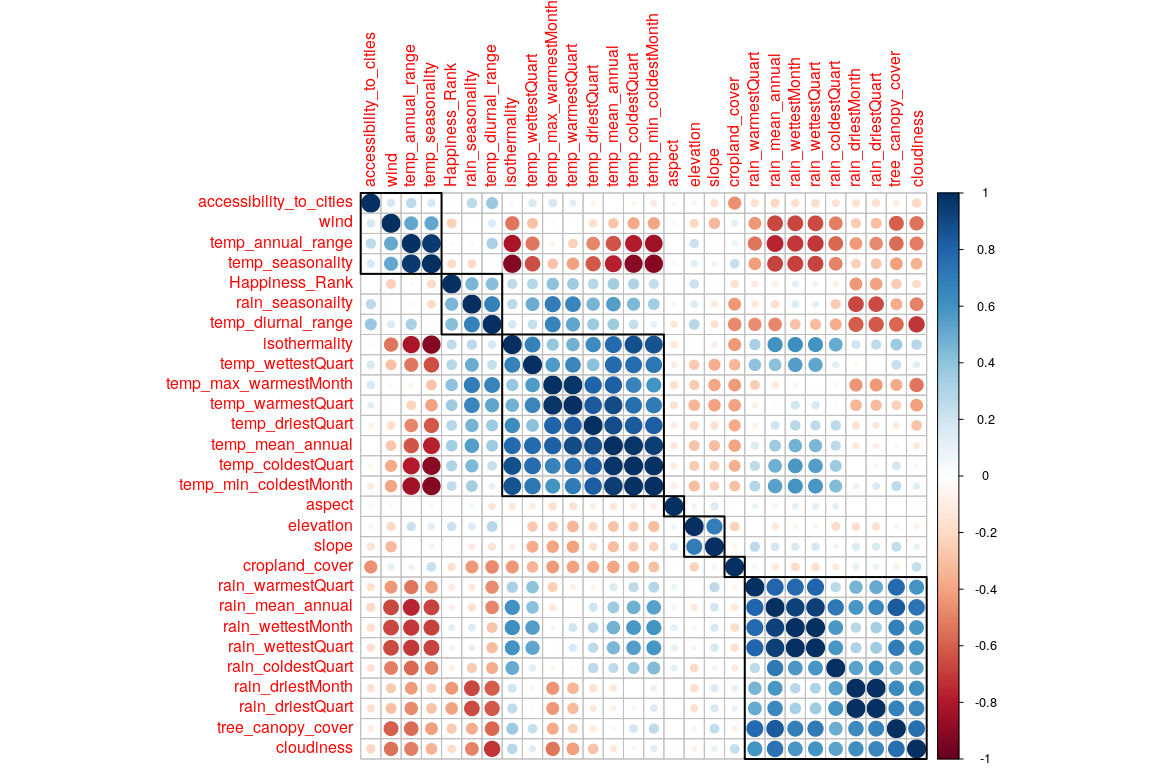 accessibility_to_cities
wind
temp_annual_range
temp_seasonality
Happiness_Rank
rain_seasonality
temp_diurnal_range
Isothermality
temp_wettestQuart
temp_max_warmestMonth
temp_warmestQuart
temp_driestQuart
temp_mean_annual
temp_coldestQuart
temp_min_coldestMonth
aspect
elevation
slope
cropland_cover
rain_warmestQuart
rain_mean_annual
rain_wettestMonth
rain_wettestQuart
rain_coldestQuart
rain_driestMonth
rain_driestQuart
tree_canopy_cover
cloudiness
accessibility_to_cities
wind
temp_annual_range
temp_seasonality
Happiness_Rank
rain_seasonality
temp_diurnal_range
Isothermality
temp_wettestQuart
temp_max_warmestMonth
temp_warmestQuart
temp_driestQuart
temp_mean_annual
temp_coldestQuart
temp_min_coldestMonth
aspect
elevation
slope
cropland_cover
rain_warmestQuart
rain_mean_annual
rain_wettestMonth
rain_wettestQuart
rain_coldestQuart
rain_driestMonth
rain_driestQuart
tree_canopy_cover
cloudiness
1
0.8
0.6
0.4
0.2
0
-0.2
-0.4
-0.6
-0.8
-1